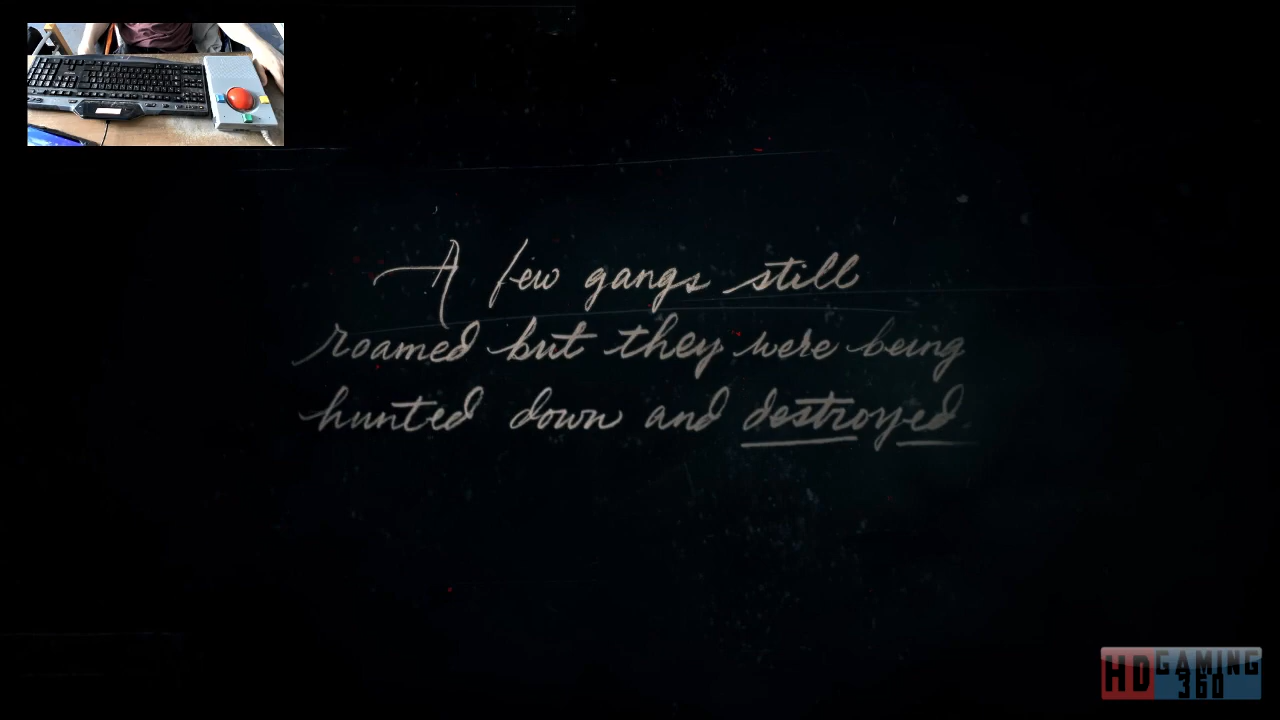 A few gangs still
roamed but they were being
hunted down and destroyed.
HD GAMING
360